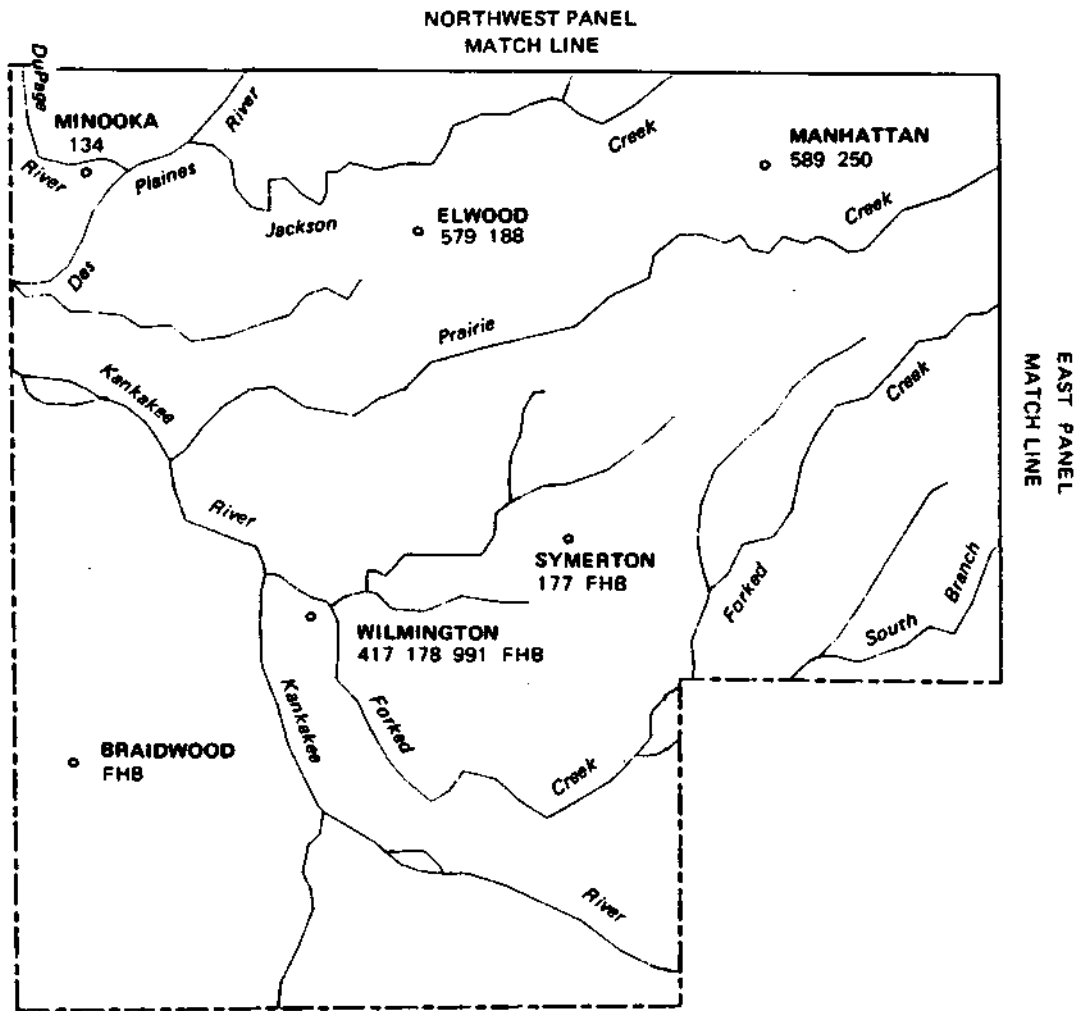 NORTHWEST PANEL
MATCH LINE
DuPage
River
MINOOKA
134
River
Plaines
Des
Jackson
Creek
MANHATTAN
589 250
ELWOOD
579 188
Creek
Prairie
Kankakee
River
Creek
EAST PANEL
MATCH LINE
SYMERTON
177 FHB
Forked
South
Branch
WILMINGTON
417 178 991 FHB
Kankakee
Forked
Creek
BRAIDWOOD
FHB
River